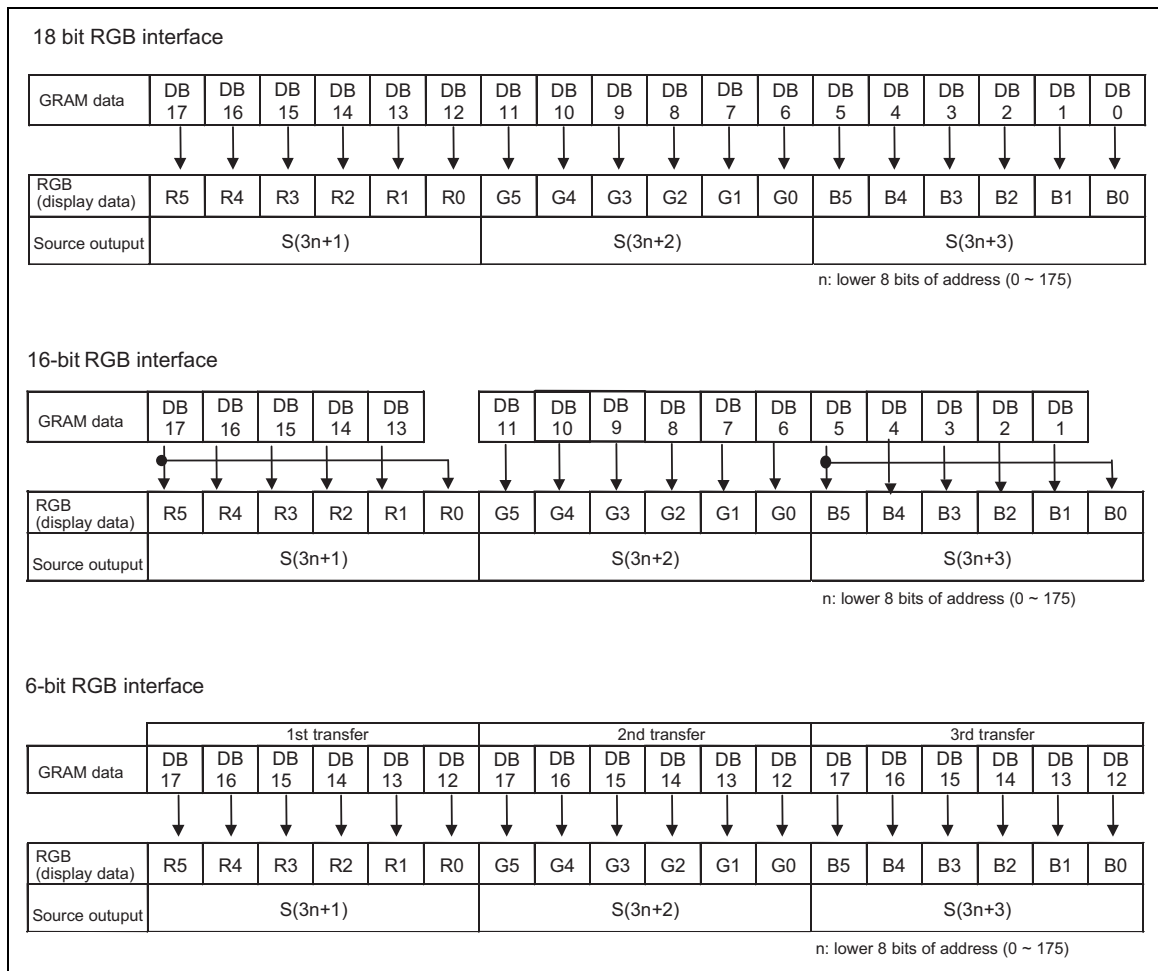 18 bit RGB interface
GRAM data DB 17 DB 16 DB 15 DB 14 DB 13 DB 12 DB 11 DB 10 DB 9 DB 8 DB 7 DB 6 DB 5 DB 4 DB 3 DB 2 DB 1 DB 0
RGB (display data) R5 R4 R3 R2 R1 R0 G5 G4 G3 G2 G1 G0 B5 B4 B3 B2 B1 B0
Source outuput S(3n+1) S(3n+2) S(3n+3)
n: lower 8 bits of address (0 ~ 175)
16-bit RGB interface
GRAM data DB 17 DB 16 DB 15 DB 14 DB 13 DB 11 DB 10 DB 9 DB 8 DB 7 DB 6 DB 5 DB 4 DB 3 DB 2 DB 1
RGB (display data) R5 R4 R3 R2 R1 R0 G5 G4 G3 G2 G1 G0 B5 B4 B3 B2 B1 B0
Source outuput S(3n+1) S(3n+2) S(3n+3)
n: lower 8 bits of address (0 ~ 175)
6-bit RGB interface
1st transfer 2nd transfer 3rd transfer
GRAM data DB 17 DB 16 DB 15 DB 14 DB 13 DB 12 DB 17 DB 16 DB 15 DB 14 DB 13 DB 12 DB 17 DB 16 DB 15 DB 14 DB 13 DB 12
RGB (display data) R5 R4 R3 R2 R1 R0 G5 G4 G3 G2 G1 G0 B5 B4 B3 B2 B1 B0
Source outuput S(3n+1) S(3n+2) S(3n+3)
n: lower 8 bits of address (0 ~ 175)